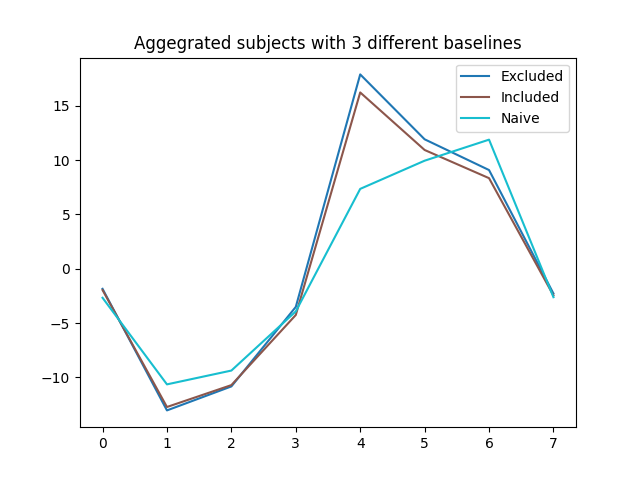 Aggegrated subjects with 3 different baselines
Excluded
Included
Naive
15
10
5
0
−5
−10
0 1 2 3 4 5 6 7